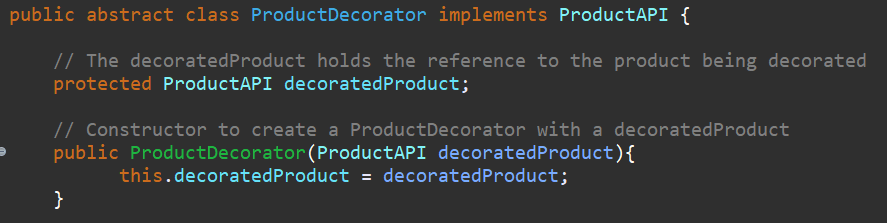 public abstract class ProductDecorator implements ProductAPI {
// The decoratedProduct holds the reference to the product being decorated
protected ProductAPI decoratedProduct;
// Constructor to create a ProductDecorator with a decoratedProduct
public ProductDecorator(ProductAPI decoratedProduct){
this.decoratedProduct = decoratedProduct;
}